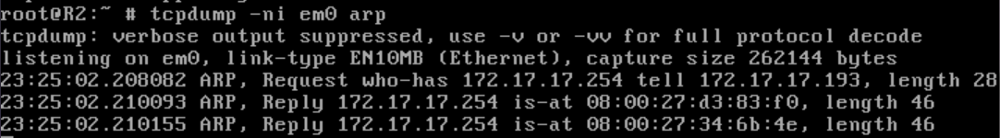 root@R2:~ # tcpdump -ni em0 arp
tcpdump: verbose output suppressed, use -v or -vv for full protocol decode
listening on em0, link-type EN10MB (Ethernet), capture size 262144 bytes
23:25:02.208082 ARP, Request who-has 172.17.17.254 tell 172.17.17.193, length 28
23:25:02.210093 ARP, Reply 172.17.17.254 is-at 08:00:27:d3:83:f0, length 46
23:25:02.210155 ARP, Reply 172.17.17.254 is-at 08:00:27:34:6b:4e, length 46